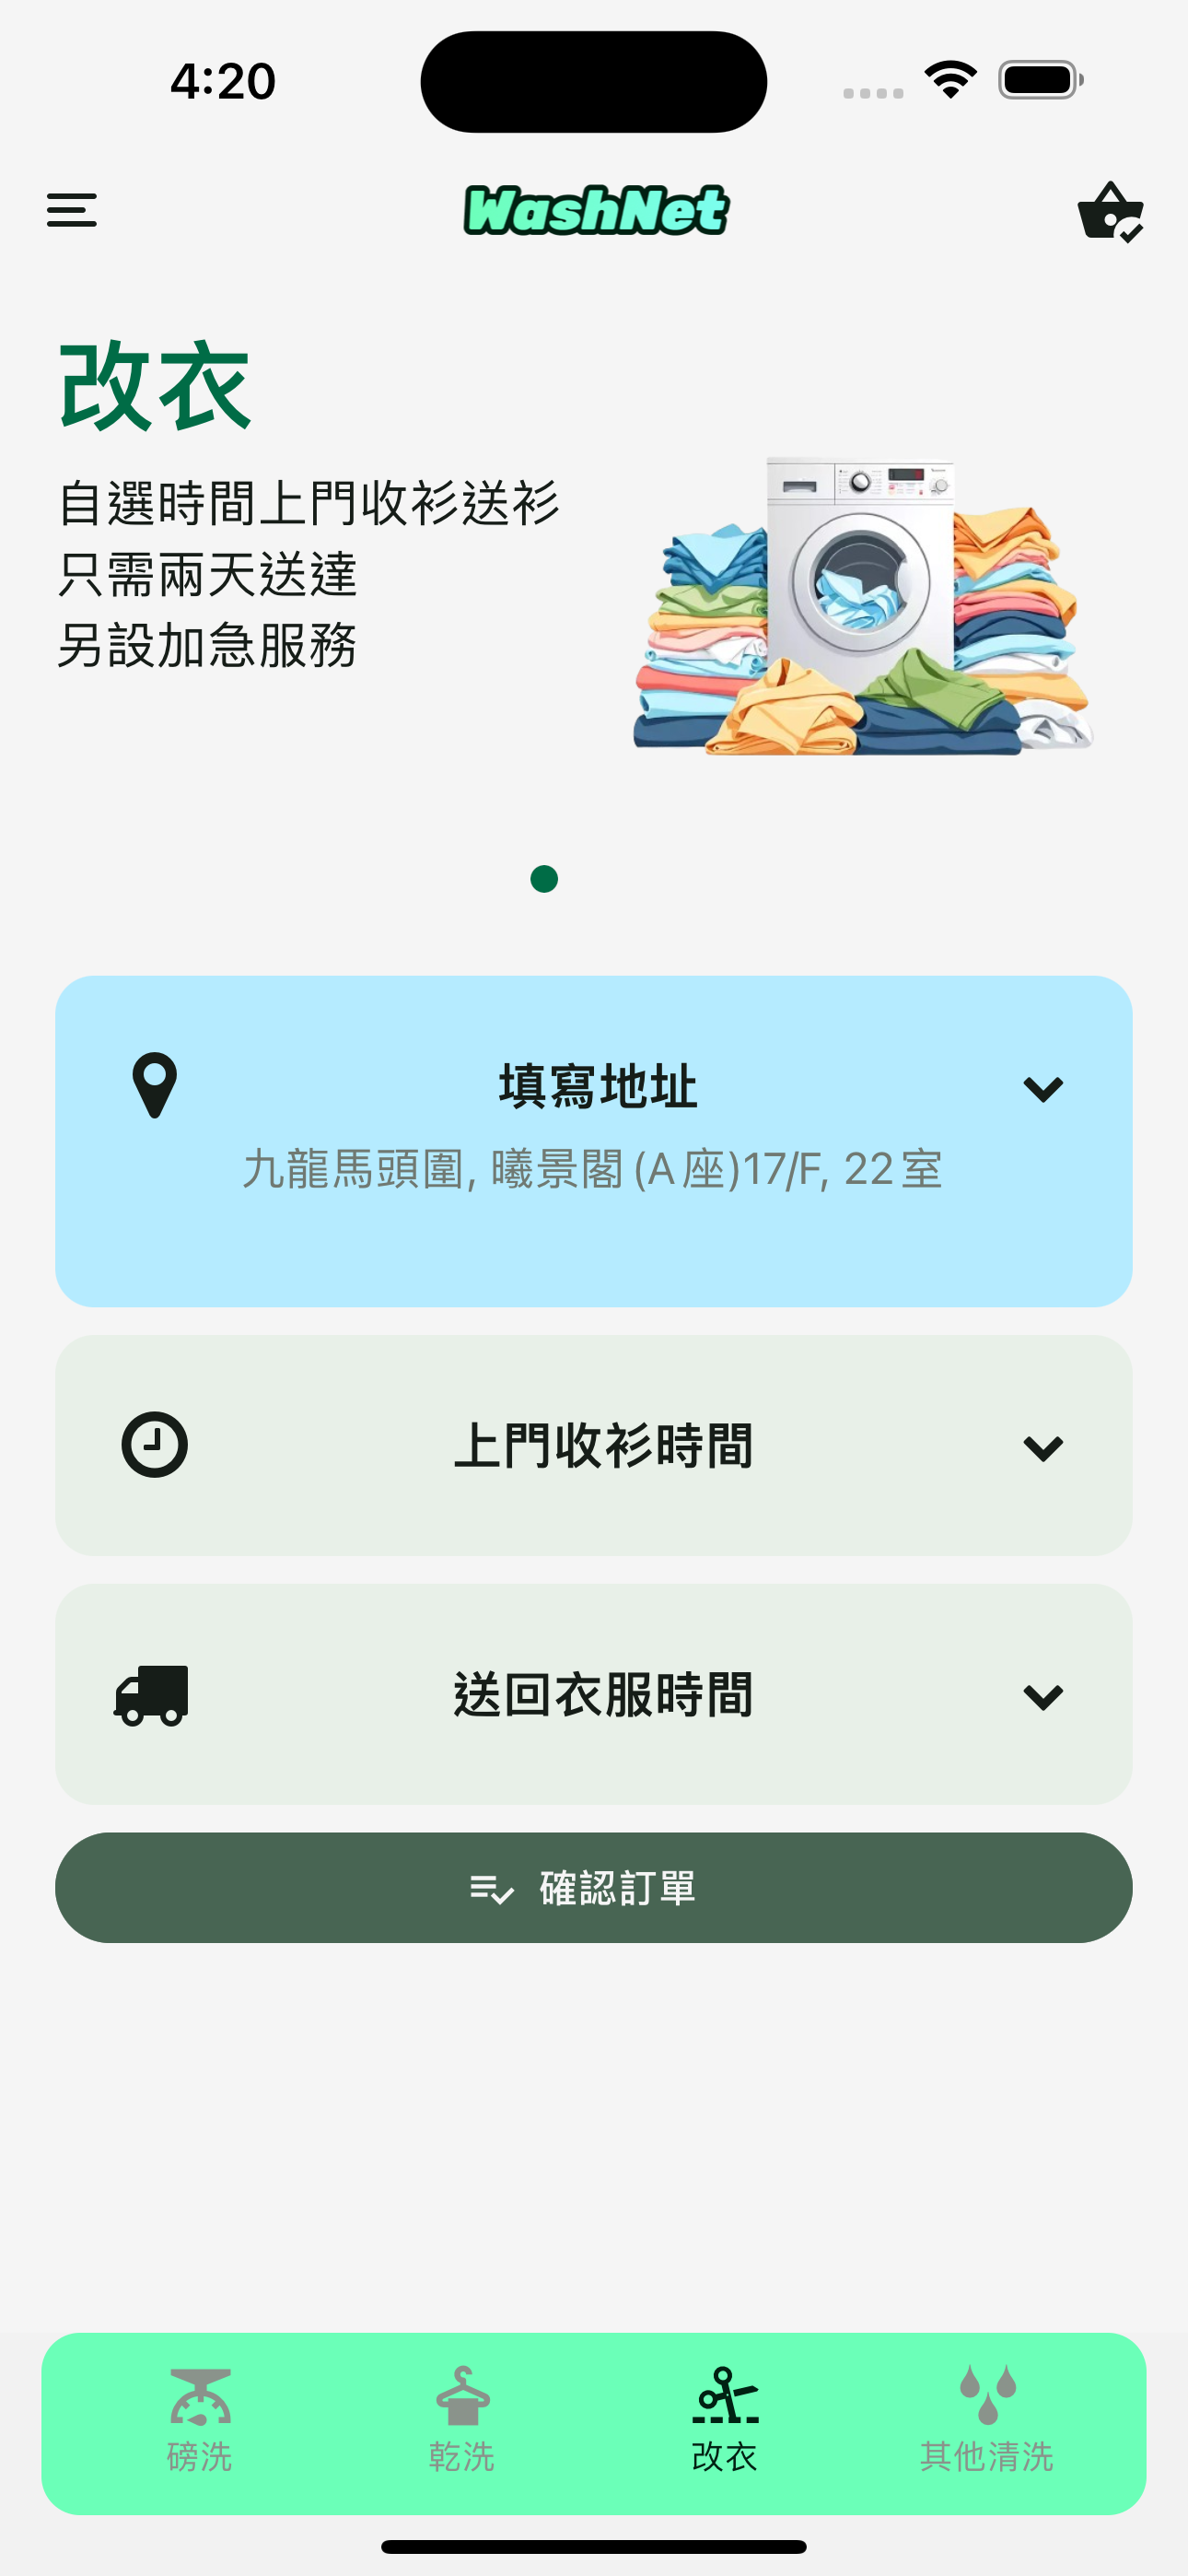 4:20
WashNet
改衣
自選時間上門收衫送衫
只需兩天送達
另設加急服務
填寫地址
九龍馬頭圍, 曦景閣 (A 座)17/F, 22 室
上門收衫時間
送回衣服時間
確認訂單
磅洗
乾洗
改衣
其他清洗